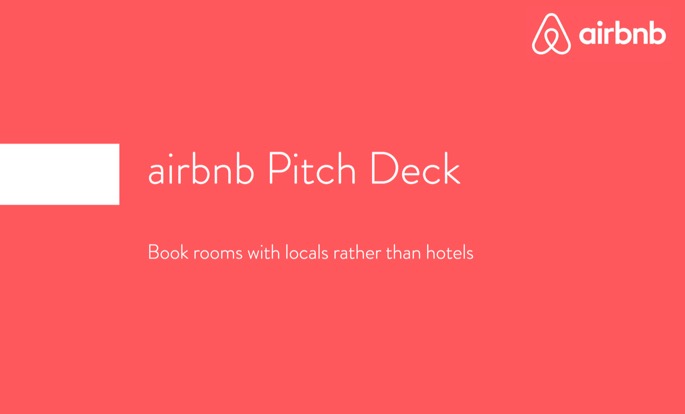 airbnb
airbnb Pitch Deck
Book rooms with locals rather than hotels